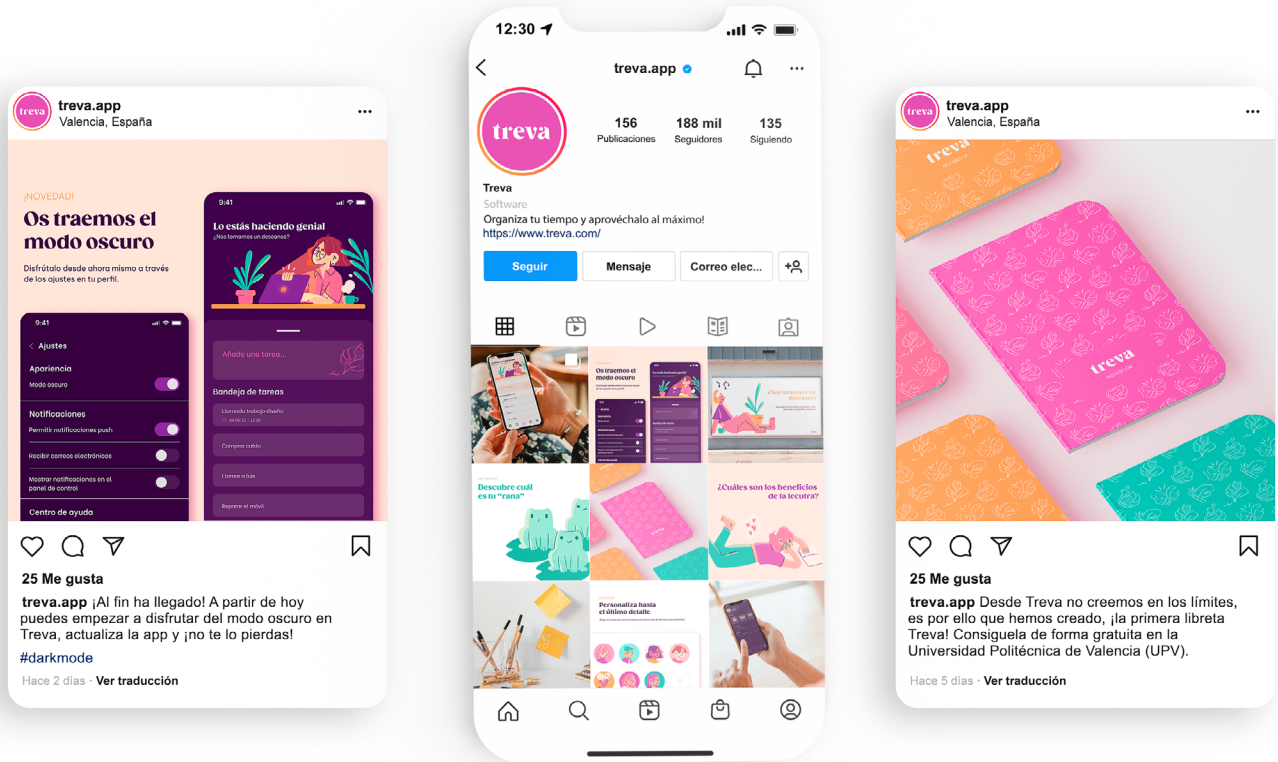 treva
treva.app
Valencia, España
¡NOVEDAD!
Os traemos el
modo oscuro
Disfrútalo desde ahora mismo a través
de los ajustes en tu perfil.
9:41
Ajustes
Apariencia
Modo oscuro
Notificaciones
Permitir notificaciones push
Recibir correos electrónicos
Mostrar notificaciones en el
panel de control
Centro de ayuda
9:41
Lo estás haciendo genial
¿Nos tomamos un descanso?
Añade una tarea...
Bandeja de tareas
Llamada trabajo diseño
Comprar caldo
Llamar a luis
Reparar el móvil
25 Me gusta
treva.app ¡Al fin ha llegado! A partir de hoy
puedes empezar a disfrutar del modo oscuro en
Treva, actualiza la app y ¡no te lo pierdas!
#darkmode
Hace 2 días · Ver traducción
12:30
treva.app
treva
156
Publicaciones
188 mil
Seguidores
135
Siguiendo
Treva
Software
Organiza tu tiempo y aprovéchalo al máximo!
https://www.treva.com/
Seguir
Mensaje
Correo elec...
Os traemos el
modo oscuro
¿Nos tomamos un
descanso?
Descubre cuál
es tu “rana”
treva
¿Cuáles son los beneficios
de la lecutra?
Personaliza hasta
el último detalle
treva
treva.app
Valencia, España
treva
treva
25 Me gusta
treva.app Desde Treva no creemos en los límites,
es por ello que hemos creado, ¡la primera libreta
Treva! Consiguela de forma gratuita en la
Universidad Politécnica de Valencia (UPV).
Hace 5 días · Ver traducción